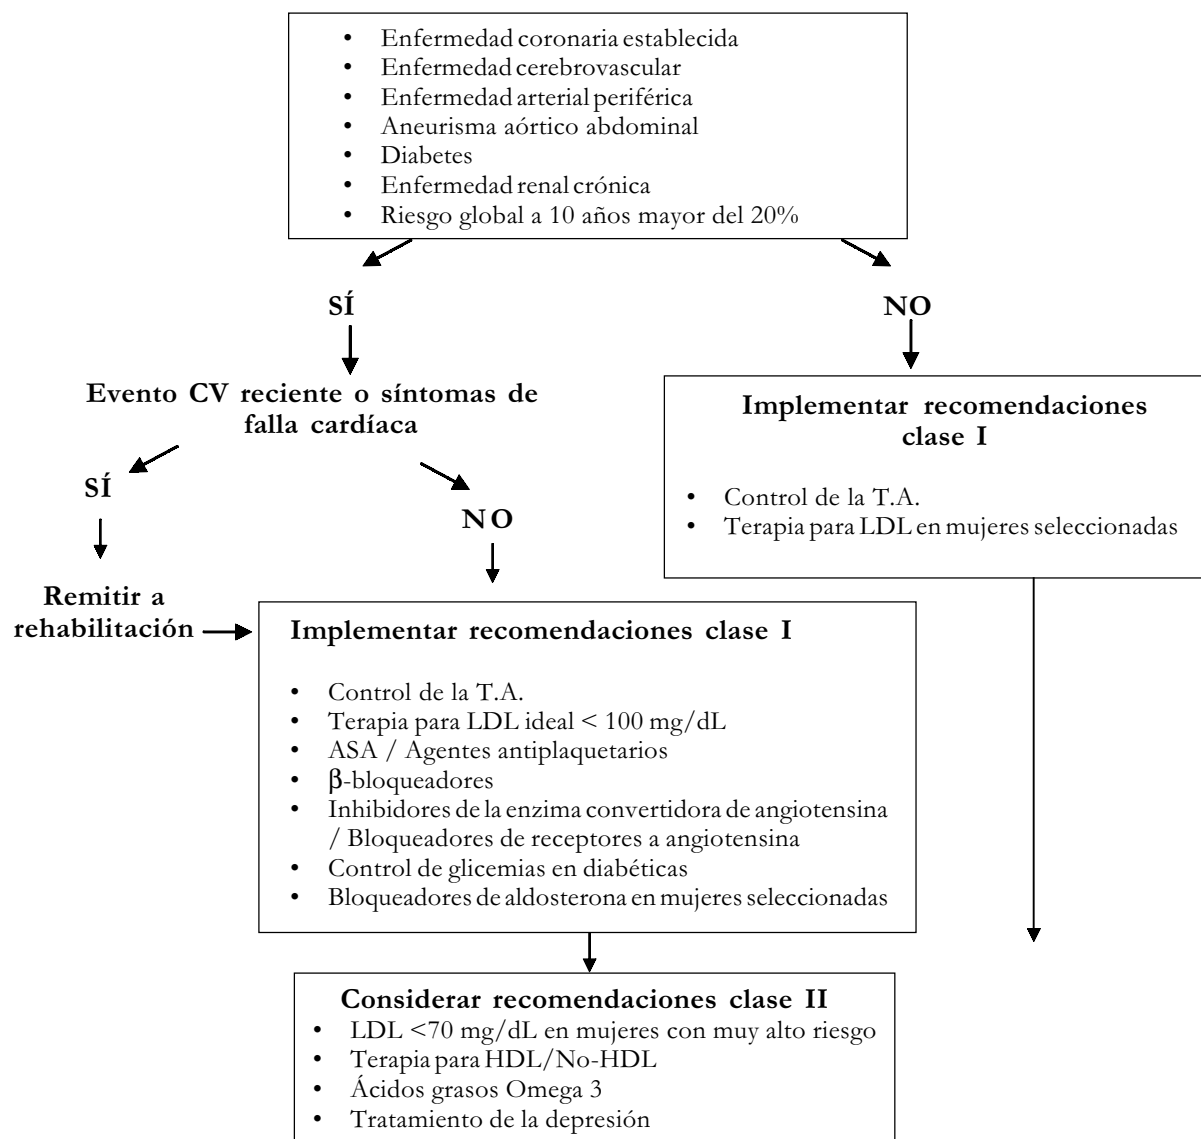 • Enfermedad coronaria establecida
• Enfermedad cerebrovascular
• Enfermedad arterial periférica
• Aneurisma aórtico abdominal
• Diabetes
• Enfermedad renal crónica
• Riesgo global a 10 años mayor del 20%
SÍ
NO
Evento CV reciente o síntomas de
falla cardíaca
SÍ
NO
Remitir a
rehabilitación
Implementar recomendaciones
clase I
• Control de la T.A.
• Terapia para LDL en mujeres seleccionadas
Implementar recomendaciones clase I
• Control de la T.A.
• Terapia para LDL ideal < 100 mg/dL
• ASA / Agentes antiplaquetarios
• β-bloqueadores
• Inhibidores de la enzima convertidora de angiotensina
/ Bloqueadores de receptores a angiotensina
• Control de glicemias en diabéticas
• Bloqueadores de aldosterona en mujeres seleccionadas
Considerar recomendaciones clase II
• LDL <70 mg/dL en mujeres con muy alto riesgo
• Terapia para HDL/No-HDL
• Ácidos grasos Omega 3
• Tratamiento de la depresión